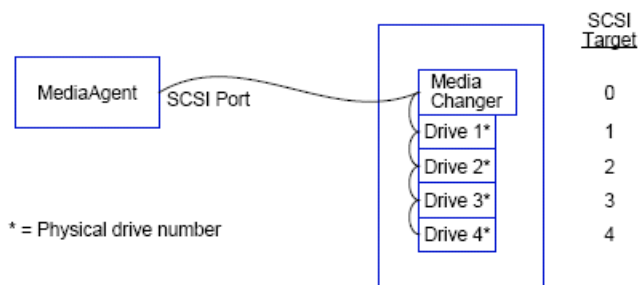 SCSI
Target
MediaAgent
SCSI Port
Media
Changer
0
Drive 1*
1
Drive 2*
2
Drive 3*
3
Drive 4*
4
* = Physical drive number